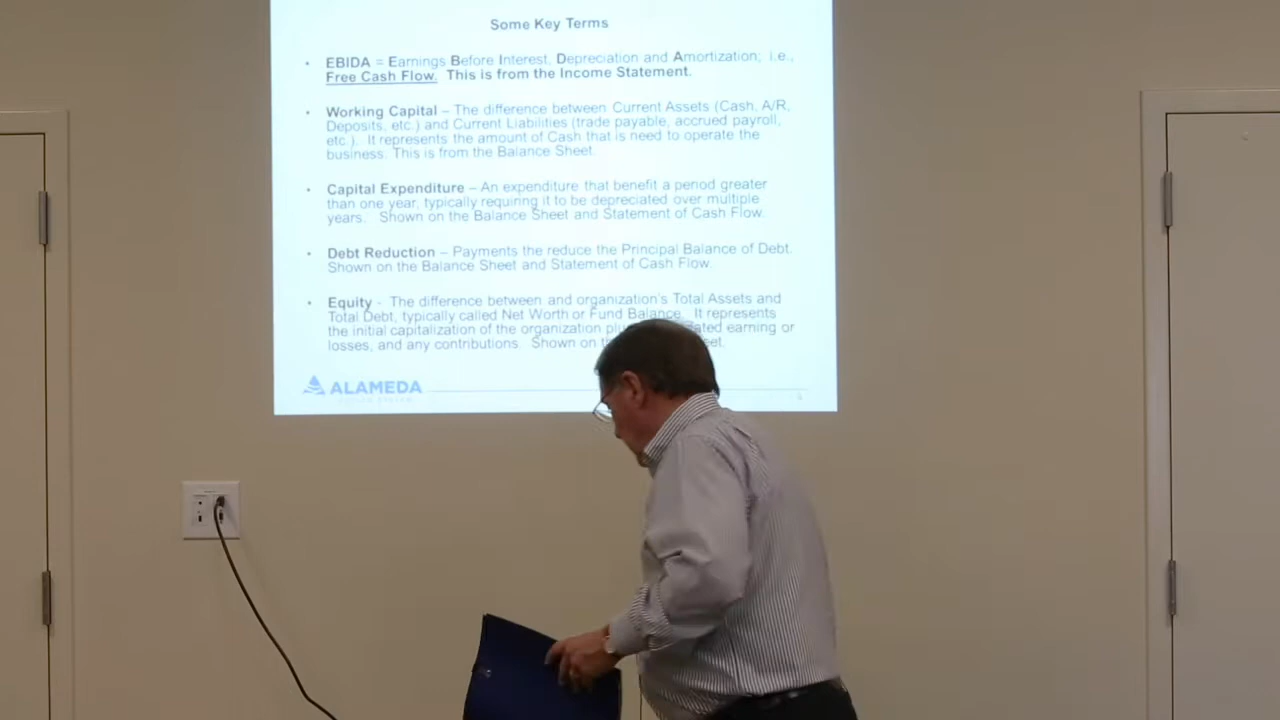 Some Key Terms
• EBIDA = Earnings Before Interest, Depreciation and Amortization; i.e.,
Free Cash Flow. This is from the Income Statement.
• Working Capital – The difference between Current Assets (Cash, A/R,
Deposits, etc.) and Current Liabilities (trade payable, accrued payroll,
etc.). It represents the amount of Cash that is need to operate the
business. This is from the Balance Sheet.
• Capital Expenditure – An expenditure that benefit a period greater
than one year, typically requiring it to be depreciated over multiple
years. Shown on the Balance Sheet and Statement of Cash Flow.
• Debt Reduction – Payments the reduce the Principal Balance of Debt.
Shown on the Balance Sheet and Statement of Cash Flow.
• Equity - The difference between and organization's Total Assets and
Total Debt, typically called Net Worth or Fund Balance. It represents
the initial capitalization of the organization earning or
losses, and any contributions. Shown on
ALAMEDA